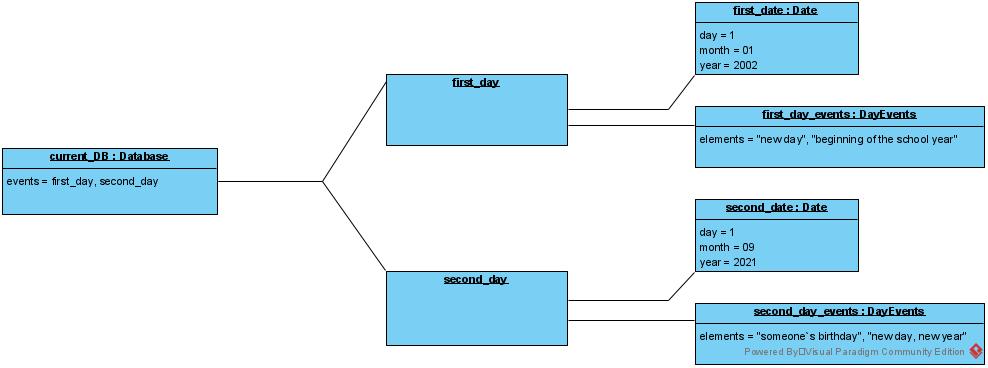 first_date : Date
day = 1
month = 01
year = 2002
first_day
first_day_events : DayEvents
elements = "new day", "beginning of the school year"
current_DB : Database
events = first_day, second_day
second_date : Date
day = 1
month = 09
year = 2021
second_day
second_day_events : DayEvents
elements = "someone`s birthday", "new day, new year"
Powered By Visual Paradigm Community Edition